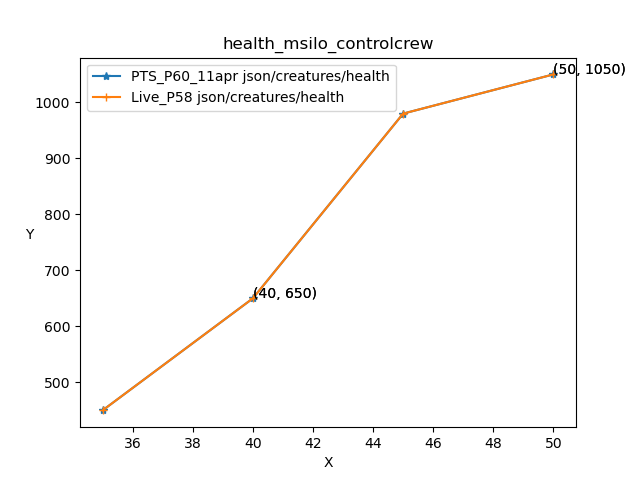 health_msilo_controlcrew
PTS_P60_11apr json/creatures/health
Live_P58 json/creatures/health
(50, 1050)
(40, 650)
1000
900
800
700
600
500
Y
36 38 40 42 44 46 48 50
X